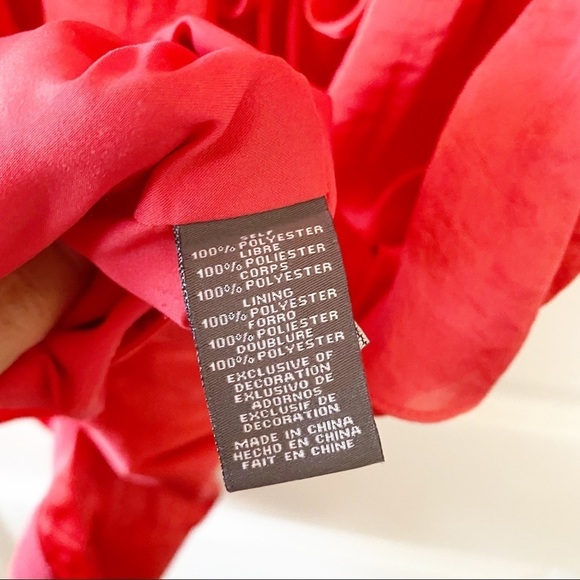 SELF
100% POLYESTER
LIBRE
100% POLIESTER
CORPS
100% POLYESTER
LINING
100% POLYESTER
FORRO
100% POLIESTER
DOUBLURE
100% POLYESTER
EXCLUSIVE OF
DECORATION
EXLUSIVO DE
ADORNOS
EXCLUSIF DE
DECORATION
MADE IN CHINA
HECHO EN CHINA
FAIT EN CHINE